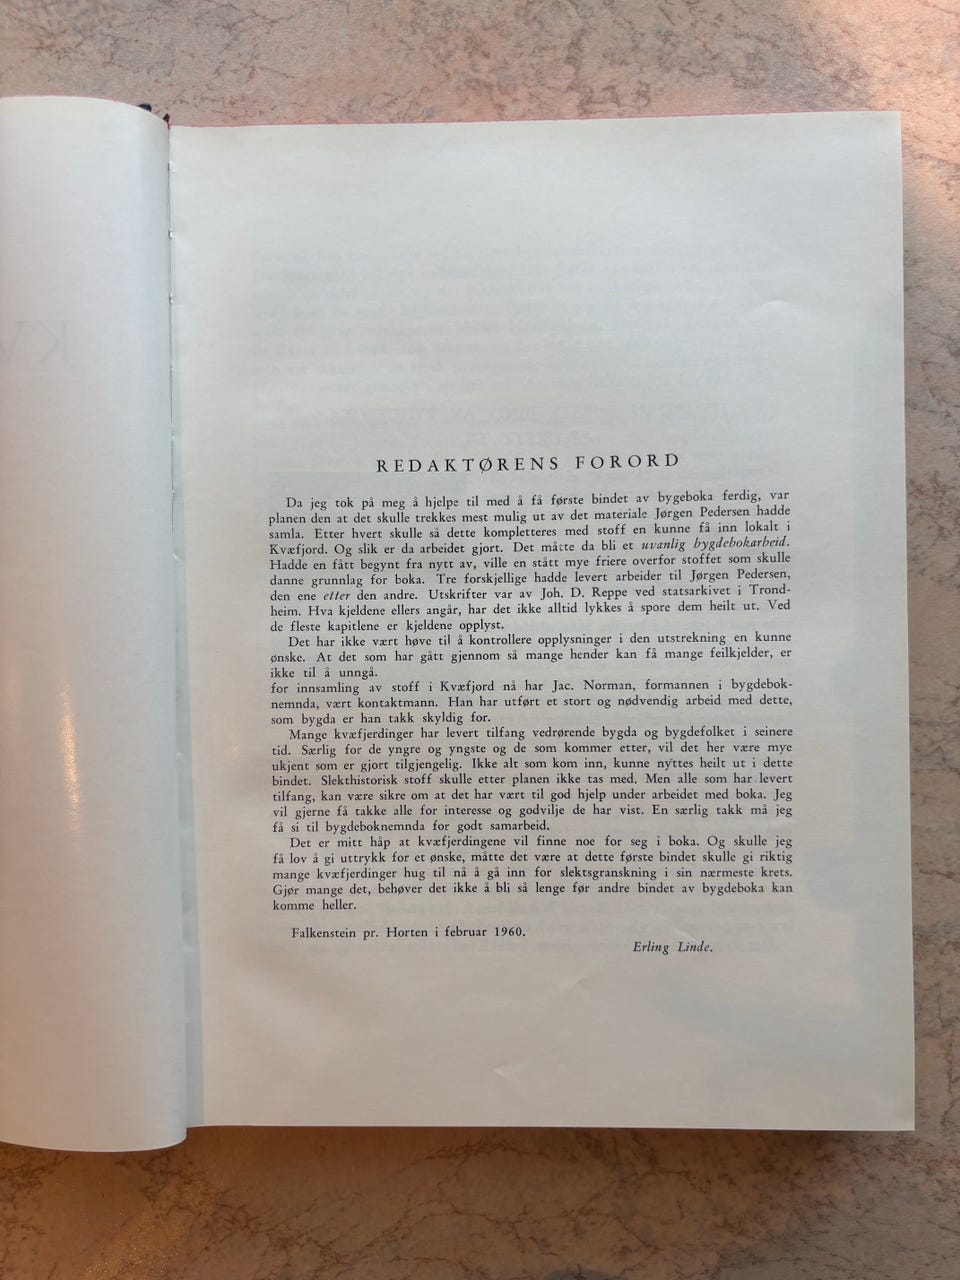 KV
REDAKTØRENS FORORD
Da jeg tok på meg å hjelpe til med å få første bindet av bygeboka ferdig, var
planen den at det skulle trekkes mest mulig ut av det materiale Jørgen Pedersen hadde
samla. Etter hvert skulle så dette kompletteres med stoff en kunne få inn lokalt i
Kvæfjord. Og slik er da arbeidet gjort. Det måtte da bli et uvanlig bygdebokarbeid.
Hadde en fått begynt fra nytt av, ville en stått mye friere overfor stoffet som skulle
danne grunnlag for boka. Tre forskjellige hadde levert arbeider til Jørgen Pedersen,
den ene etter den andre. Utskrifter var av Joh. D. Reppe ved statsarkivet i Trond-
heim. Hva kjeldene ellers angår, har det ikke alltid lykkes å spore dem heilt ut. Ved
de fleste kapitlene er kjeldene opplyst.
Det har ikke vært høve til å kontrollere opplysninger i den utstrekning en kunne
ønske. At det som har gått gjennom så mange hender kan få mange feilkjelder, er
ikke til å unngå.
for innsamling av stoff i Kvæfjord nå har Jac. Norman, formannen i bygdebok-
nemnda, vært kontaktmann. Han har utført et stort og nødvendig arbeid med dette,
som bygda er han takk skyldig for.
Mange kvæfjerdinger har levert tilfang vedrørende bygda og bygdefolket i seinere
tid. Særlig for de yngre og yngste og de som kommer etter, vil det her være mye
ukjent som er gjort tilgjengelig. Ikke alt som kom inn, kunne nyttes heilt ut i dette
bindet. Slekthistorisk stoff skulle etter planen ikke tas med. Men alle som har levert
tilfang, kan være sikre om at det har vært til god hjelp under arbeidet med boka. Jeg
vil gjerne få takke alle for interesse og godvilje de har vist. En særlig takk må jeg
få si til bygdeboknemnda for godt samarbeid.
Det er mitt håp at kvæfjerdingene vil finne noe for seg i boka. Og skulle jeg
få lov å gi uttrykk for et ønske, måtte det være at dette første bindet skulle gi riktig
mange kvæfjerdinger hug til nå å gå inn for slektsgranskning i sin nærmeste krets.
Gjør mange det, behøver det ikke å bli så lenge før andre bindet av bygdeboka kan
komme heller.
Falkenstein pr. Horten i februar 1960.
Erling Linde.